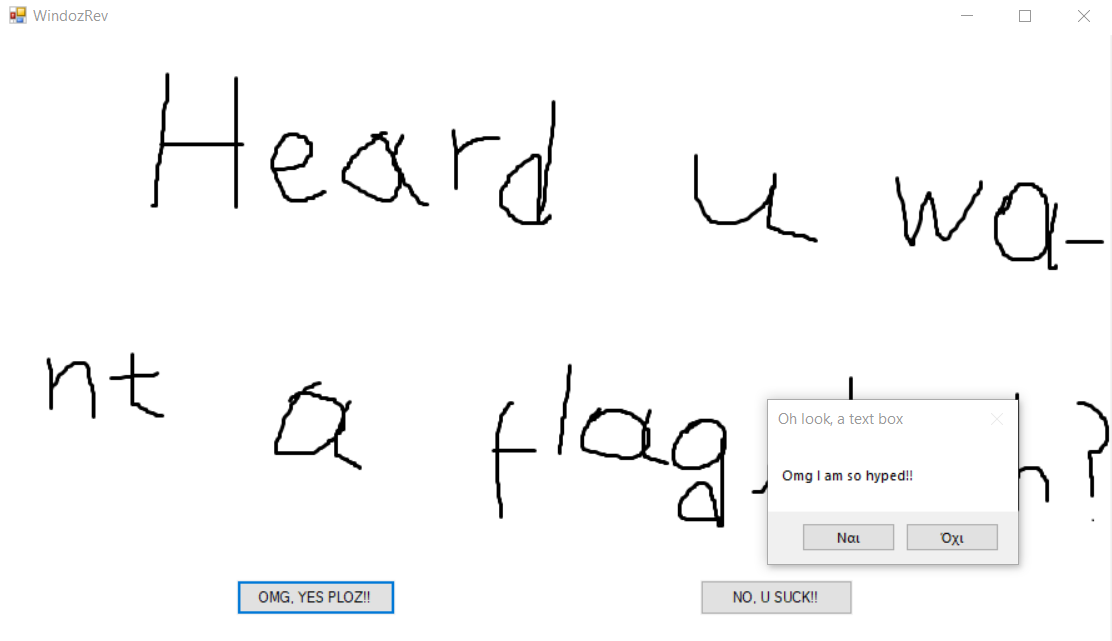 WindozRev
Heard u wa-
nt a flag
Oh look, a text box
Omg I am so hyped!!
Ναι Όχι
OMG, YES PLOZ!! NO, U SUCK!!